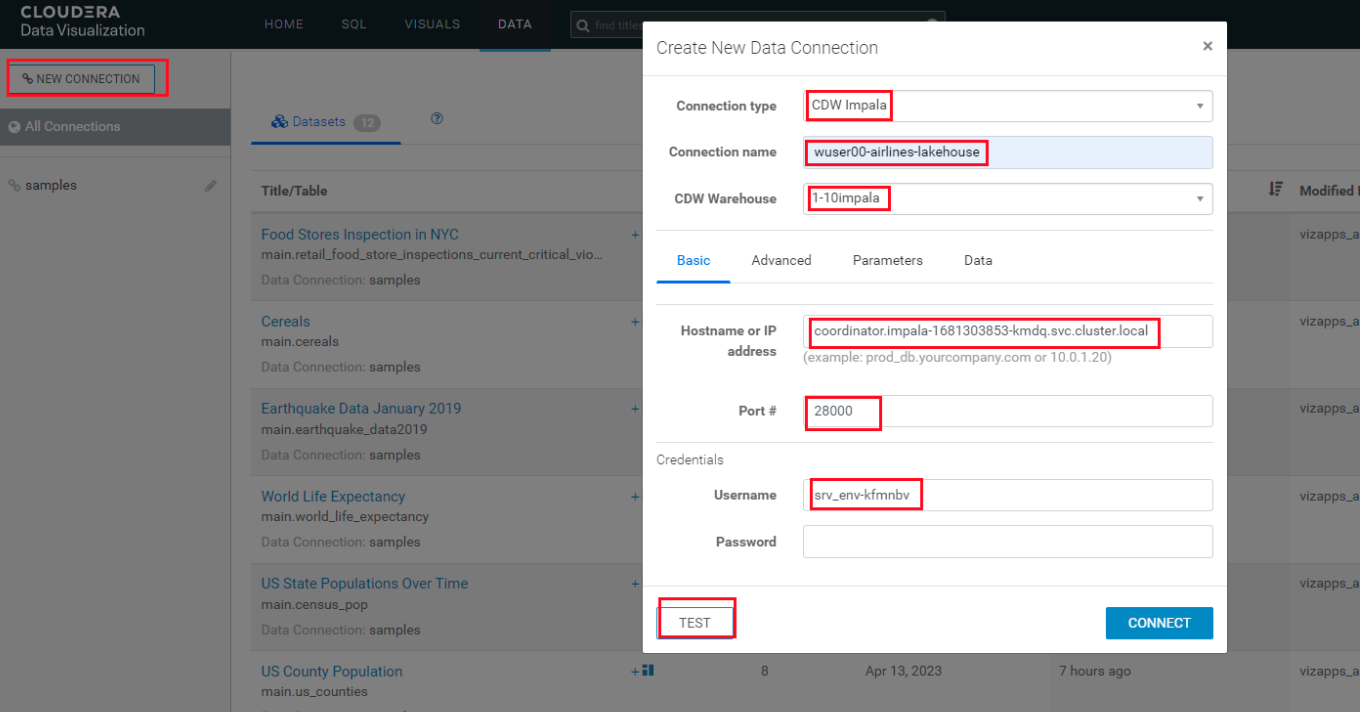 CLOUDERA
Data Visualization
HOME SQL VISUALS DATA
find titles
NEW CONNECTION
All Connections
samples
Datasets 12
Title/Table
Modified
Food Stores Inspection in NYC
main.retail_food_store_inspections_current_critical_vio...
Data Connection: samples
vizapps_a
Cereals
main.cereals
Data Connection: samples
vizapps_a
Earthquake Data January 2019
main.earthquake_data2019
Data Connection: samples
vizapps_a
World Life Expectancy
main.world_life_expectancy
Data Connection: samples
vizapps_a
US State Populations Over Time
main.census_pop
Data Connection: samples
vizapps_a
US County Population 8 Apr 13, 2023 7 hours ago vizapps_a
main.us_counties
Create New Data Connection ×
Connection type CDW Impala
Connection name wuser00-airlines-lakehouse
CDW Warehouse 1-10impala
Basic Advanced Parameters Data
Hostname or IP address coordinator.impala-1681303853-kmdq.svc.cluster.local
(example: prod_db.yourcompany.com or 10.0.1.20)
Port # 28000
Credentials
Username srv_env-kfmnbv
Password
TEST CONNECT